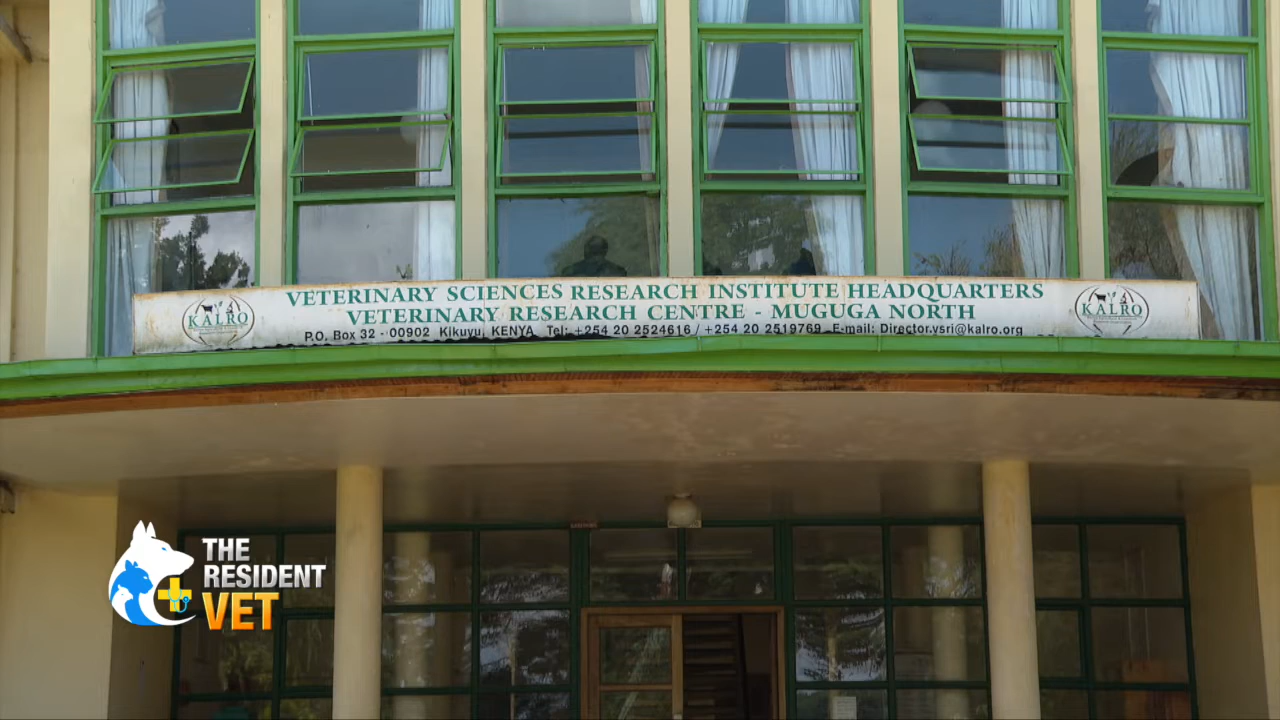 VETERINARY SCIENCES RESEARCH INSTITUTE HEADQUARTERS
VETERINARY RESEARCH CENTRE - MUGUGA NORTH
P.O. Box 32 - 00902 Kikuyu, KENYA Tel: +254 20 2524616 / +254 20 2519769 E-mail: Director.vsri@kalro.org
KALRO
KALRO
THE
RESIDENT
VET